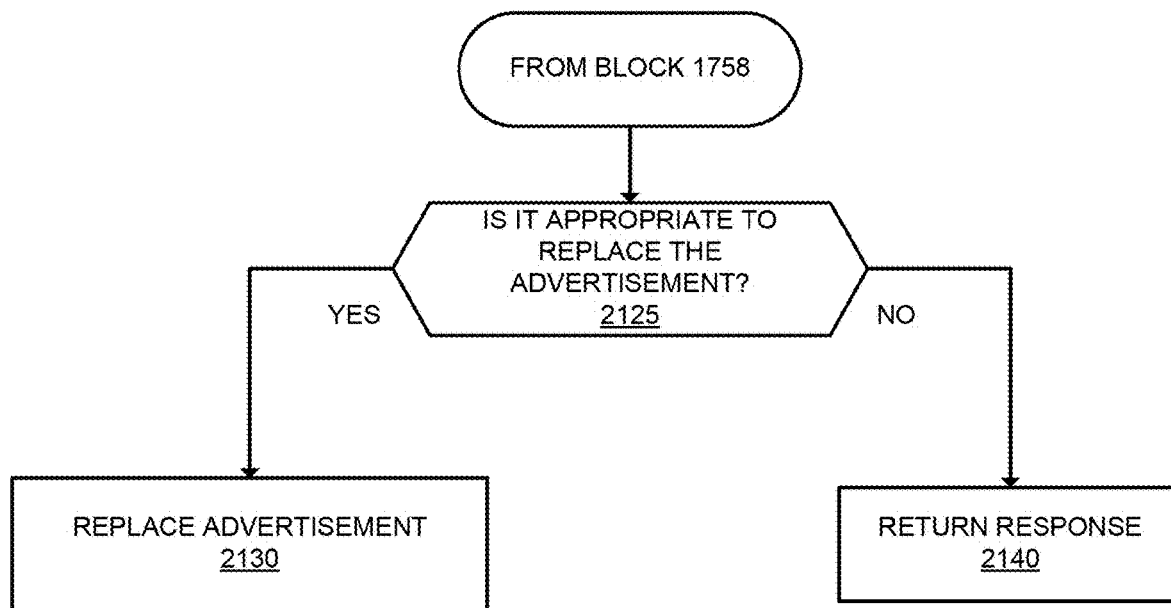 FROM BLOCK 1758
IS IT APPROPRIATE TO
REPLACE THE
ADVERTISEMENT?
2125
YES
NO
REPLACE ADVERTISEMENT
2130
RETURN RESPONSE
2140